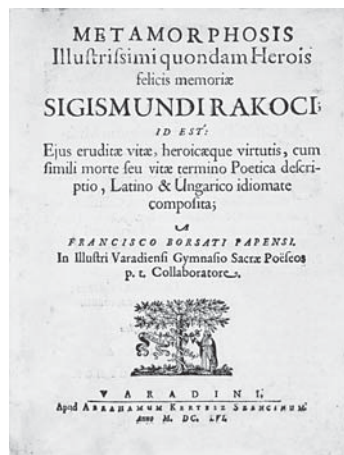 METAMORPHOSIS
Illuſtriſsimi quondam Herois
felicis memoriæ
SIGISMUNDI RAKOCI;
ID EST:
Ejus eruditæ vitæ, heroicæque virtutis, cum
ſimili morte ſeu vitæ termino Poetica deſcri-
ptio, Latino & Ungarico idiomate
compoſita;
A
FRANCISCO BORSATI PAPENSI.
In Illuſtri Varadienſi Gymnaſio Sacræ Poëſeos
p. t. Collaboratore.
VARADINI,
Apud ABRAHAMUM KERTESZ SZENCINUM.
Anno M. DC. LVI.